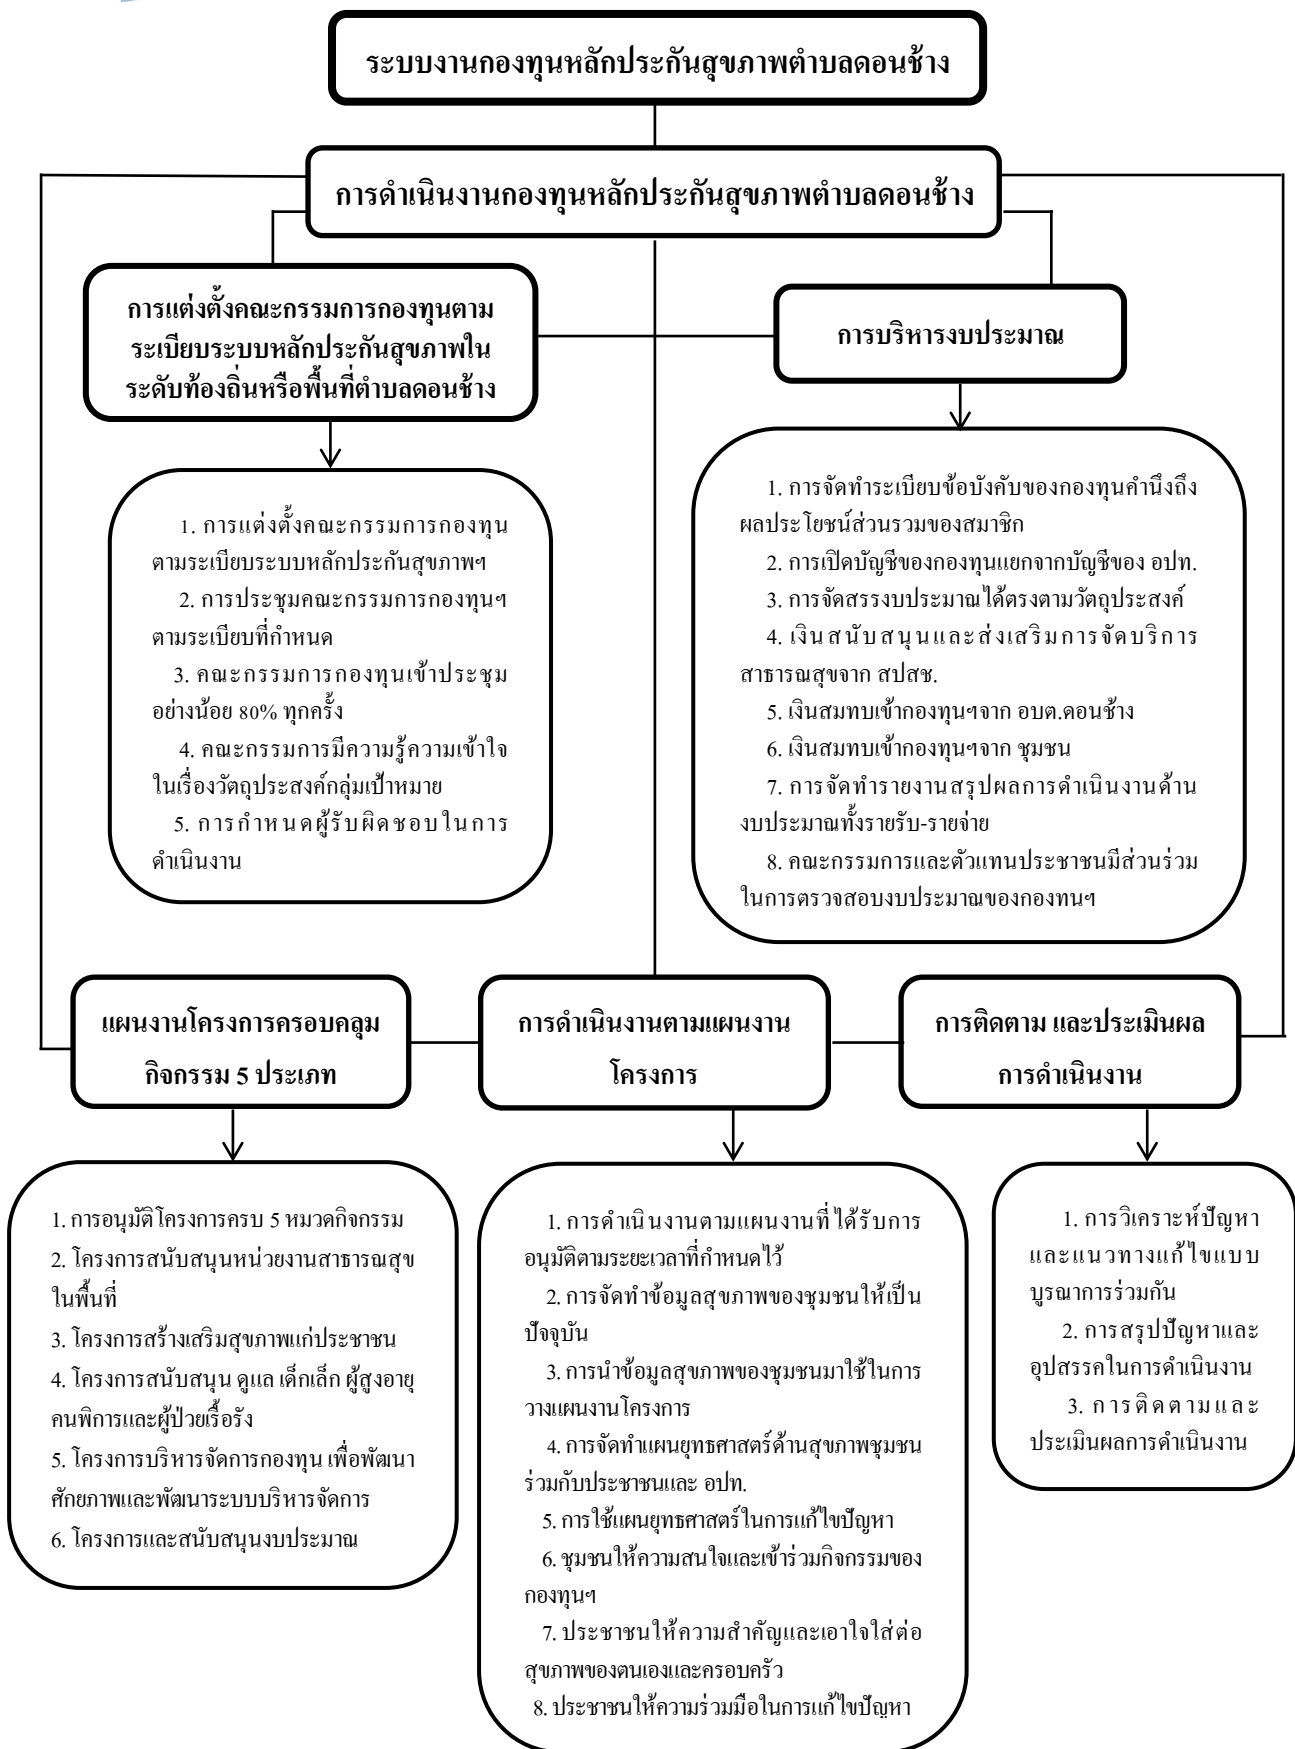 ระบบงานกองทุนหลักประกันสุขภาพตำบลดอนช้าง
การดำเนินงานกองทุนหลักประกันสุขภาพตำบลดอนช้าง
การแต่งตั้งคณะกรรมการกองทุนตาม
ระเบียบระบบหลักประกันสุขภาพใน
ระดับท้องถิ่นหรือพื้นที่ตำบลดอนช้าง
การบริหารงบประมาณ
1. การแต่งตั้งคณะกรรมการกองทุน
ตามระเบียบระบบหลักประกันสุขภาพฯ
2. การประชุมคณะกรรมการกองทุนฯ
ตามระเบียบที่กำหนด
3. คณะกรรมการกองทุนเข้าประชุม
อย่างน้อย 80% ทุกครั้ง
4. คณะกรรมการมีความรู้ความเข้าใจ
ในเรื่องวัตถุประสงค์กลุ่มเป้าหมาย
5. การกำหนดผู้รับผิดชอบในการ
ดำเนินงาน
1. การจัดทำระเบียบข้อบังคับของกองทุนคำนึงถึง
ผลประโยชน์ส่วนรวมของสมาชิก
2. การเปิดบัญชีของกองทุนแยกจากบัญชีของ อปท.
3. การจัดสรรงบประมาณได้ตรงตามวัตถุประสงค์
4. เงินสนับสนุนและส่งเสริมการจัดบริการ
สาธารณสุขจาก สปสช.
5. เงินสมทบเข้ากองทุนฯจาก อบต.ดอนช้าง
6. เงินสมทบเข้ากองทุนฯจาก ชุมชน
7. การจัดทำรายงานสรุปผลการดำเนินงานด้าน
งบประมาณทั้งรายรับ-รายจ่าย
8. คณะกรรมการและตัวแทนประชาชนมีส่วนร่วม
ในการตรวจสอบงบประมาณของกองทนฯ
แผนงานโครงการครอบคลุม
กิจกรรม 5 ประเภท
การดำเนินงานตามแผนงาน
โครงการ
การติดตาม และประเมินผล
การดำเนินงาน
1. การอนุมัติโครงการครบ 5 หมวดกิจกรรม
2. โครงการสนับสนุนหน่วยงานสาธารณสุข
ในพื้นที่
3. โครงการสร้างเสริมสุขภาพแก่ประชาชน
4. โครงการสนับสนุน ดูแล เด็กเล็ก ผู้สูงอายุ
คนพิการและผู้ป่วยเรื้อรัง
5. โครงการบริหารจัดการกองทุน เพื่อพัฒนา
ศักยภาพและพัฒนาระบบบริหารจัดการ
6. โครงการและสนับสนุนงบประมาณ
1. การดำเนินงานตามแผนงานที่ ได้รับการ
อนุมัติตามระยะเวลาที่กำหนดไว้
2. การจัดทำข้อมูลสุขภาพของชุมชนให้เป็น
ปัจจุบัน
3. การนำข้อมูลสุขภาพของชุมชนมาใช้ในการ
วางแผนงานโครงการ
4. การจัดทำแผนยุทธศาสตร์ด้านสุขภาพชุมชน
ร่วมกับประชาชนและ อปท.
5. การใช้แผนยุทธศาสตร์ในการแก้ไขปัญหา
6. ชุมชนให้ความสนใจและเข้าร่วมกิจกรรมของ
กองทุนฯ
7. ประชาชนให้ความสำคัญและเอาใจใส่ต่อ
สุขภาพของตนเองและครอบครัว
8. ประชาชนให้ความร่วมมือในการแก้ไขปัญหา
1. การวิเคราะห์ปัญหา
และแนวทางแก้ไขแบบ
บูรณาการร่วมกัน
2. การสรุปปัญหาและ
อุปสรรคในการดำเนินงาน
3. การติดตามและ
ประเมินผลการดำเนินงาน